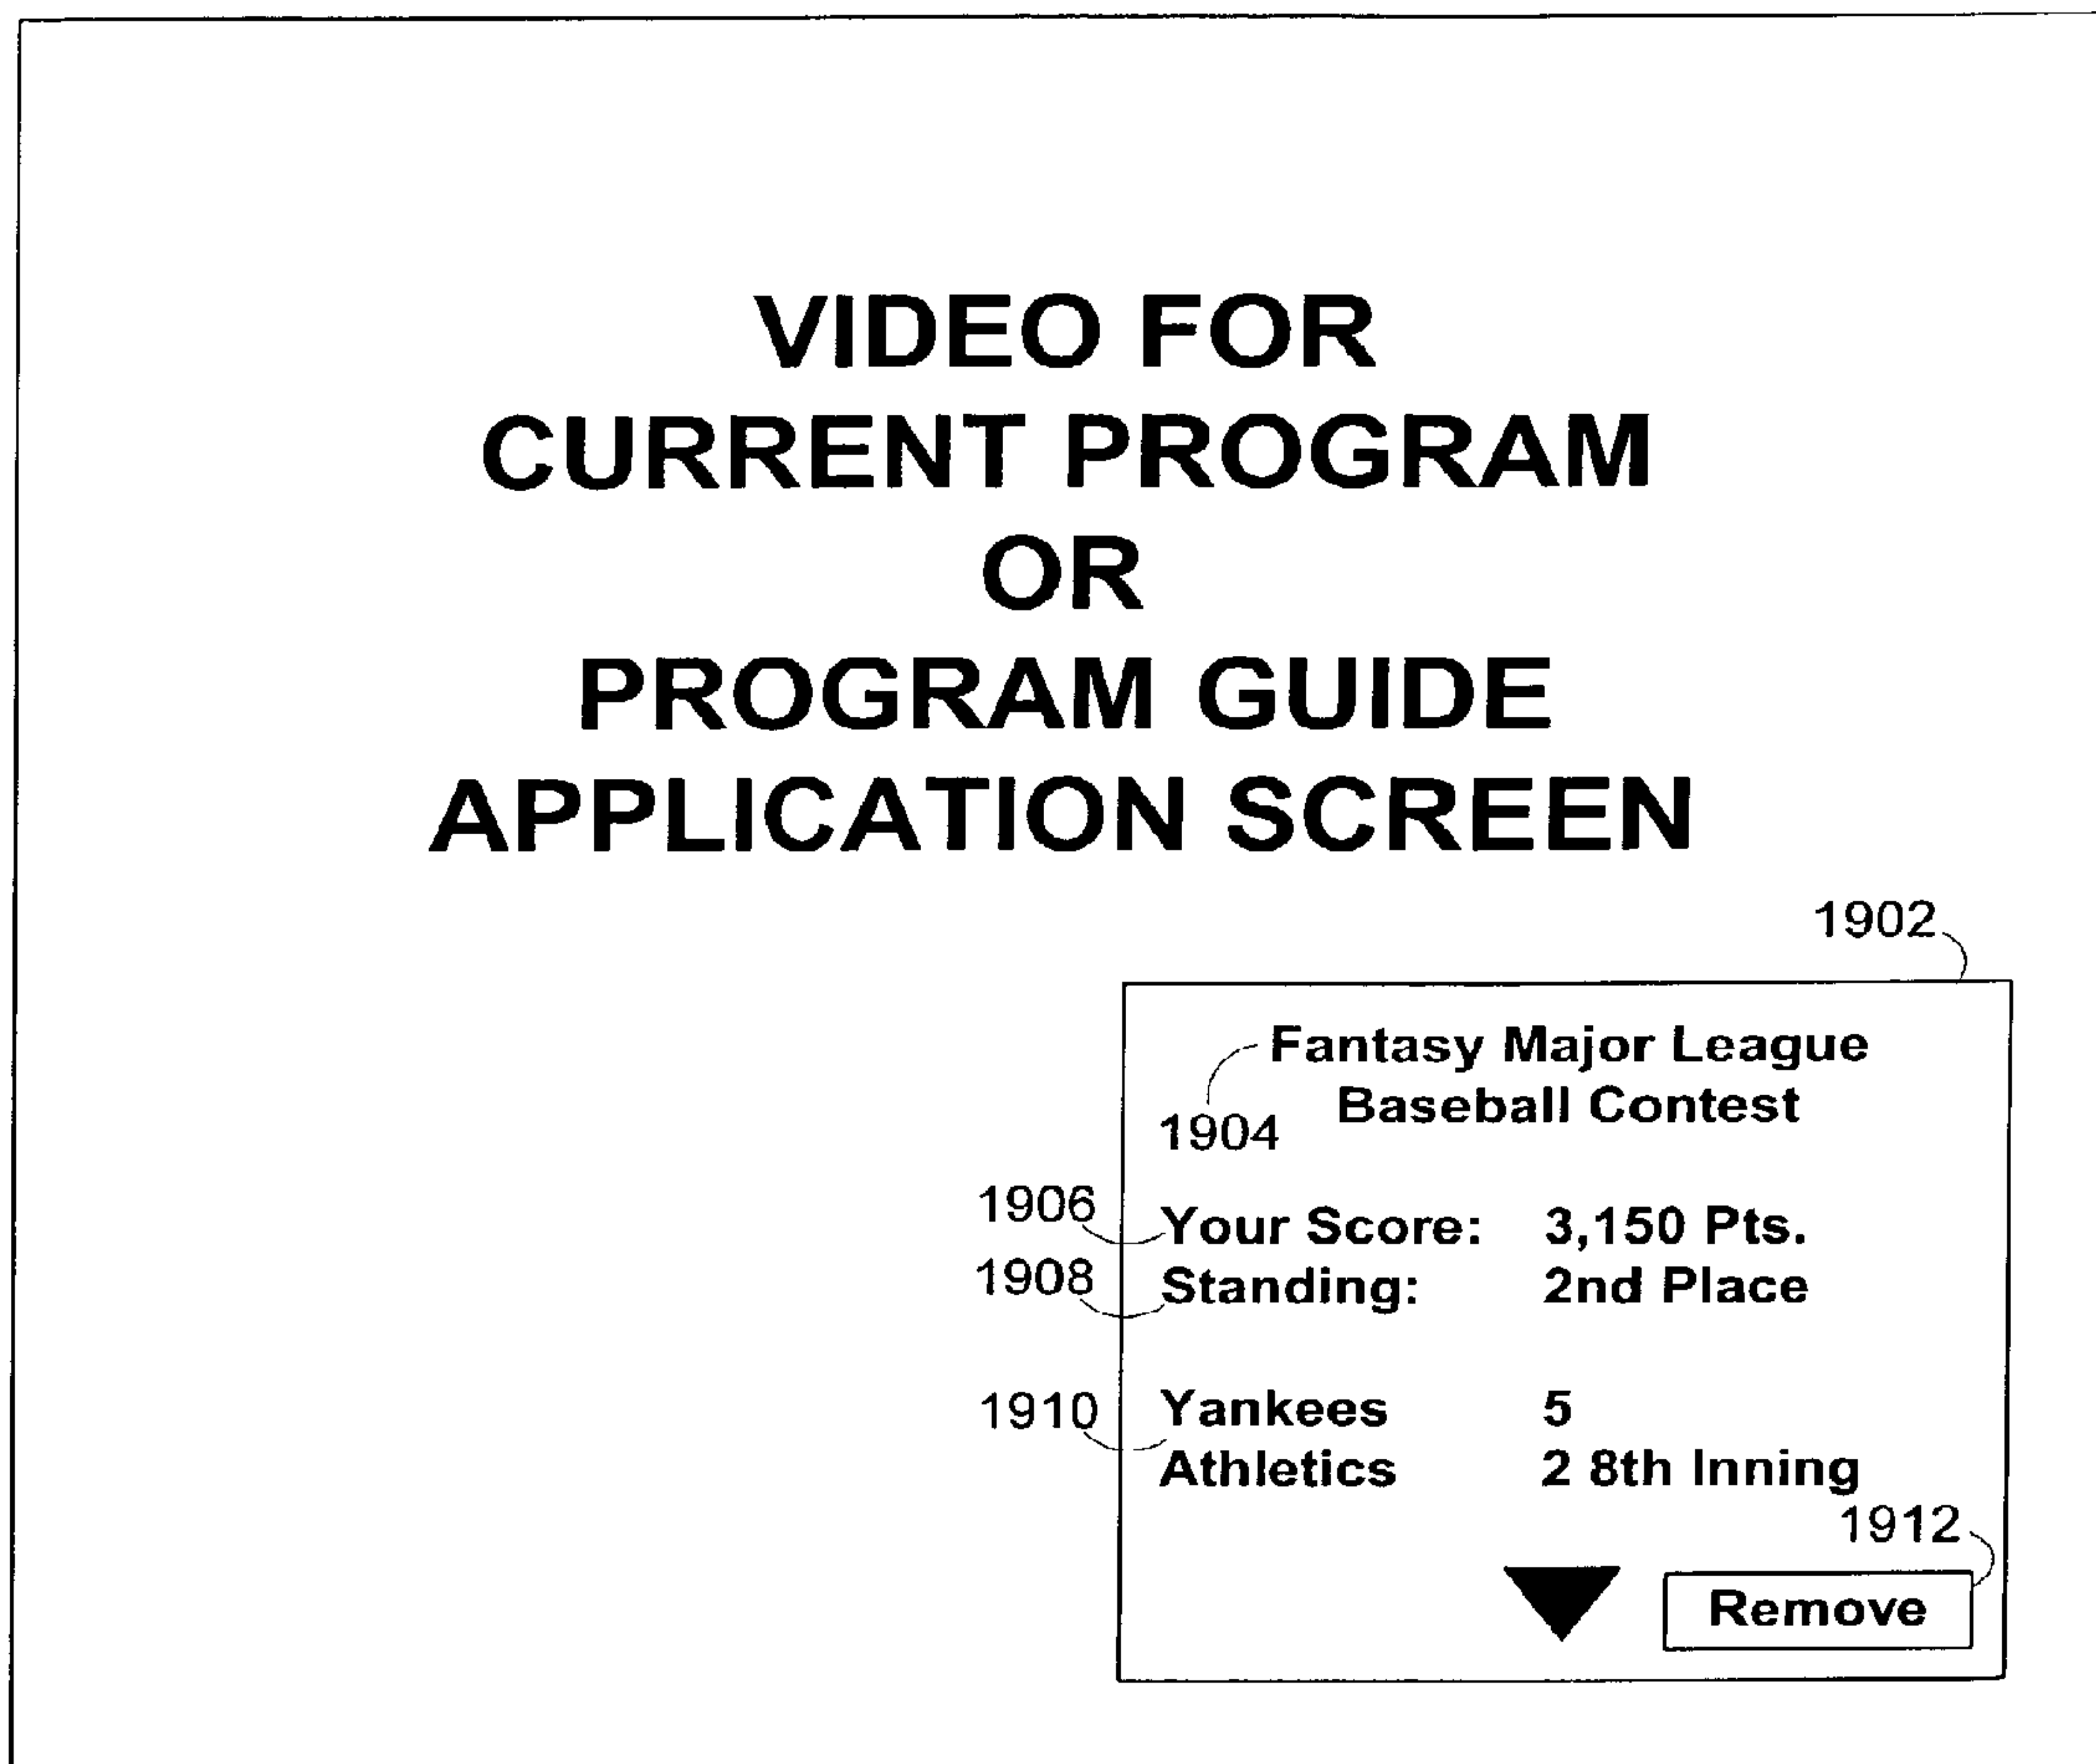 VIDEO FOR
CURRENT PROGRAM
OR
PROGRAM GUIDE
APPLICATION SCREEN
1902
Fantasy Major League
Baseball Contest
1904
1906
Your Score: 3,150 Pts.
1908
Standing: 2nd Place
1910
Yankees 5
Athletics 2 8th Inning
1912
Remove